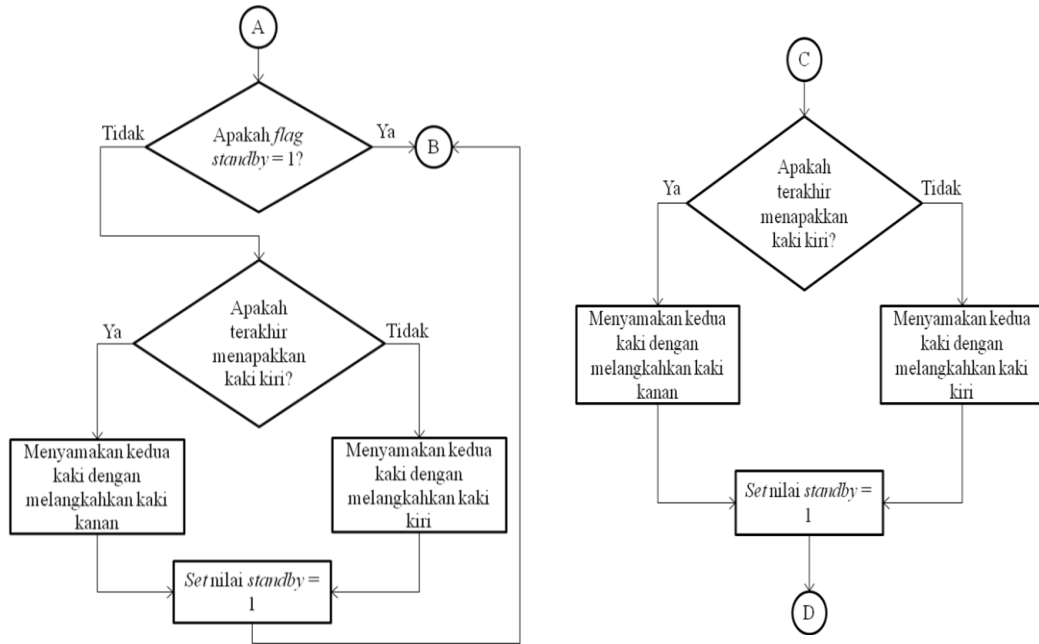 A
Apakah flag
standby = 1?
Tidak
Ya
B
Apakah
terakhir
menapakkan
kaki kiri?
Ya
Tidak
Menyamakan kedua
kaki dengan
melangkahkan kaki
kanan
Menyamakan kedua
kaki dengan
melangkahkan kaki
kiri
Set nilai standby =
1
C
Apakah
terakhir
menapakkan
kaki kiri?
Ya
Tidak
Menyamakan kedua
kaki dengan
melangkahkan kaki
kanan
Menyamakan kedua
kaki dengan
melangkahkan kaki
kiri
Set nilai standby =
1
D